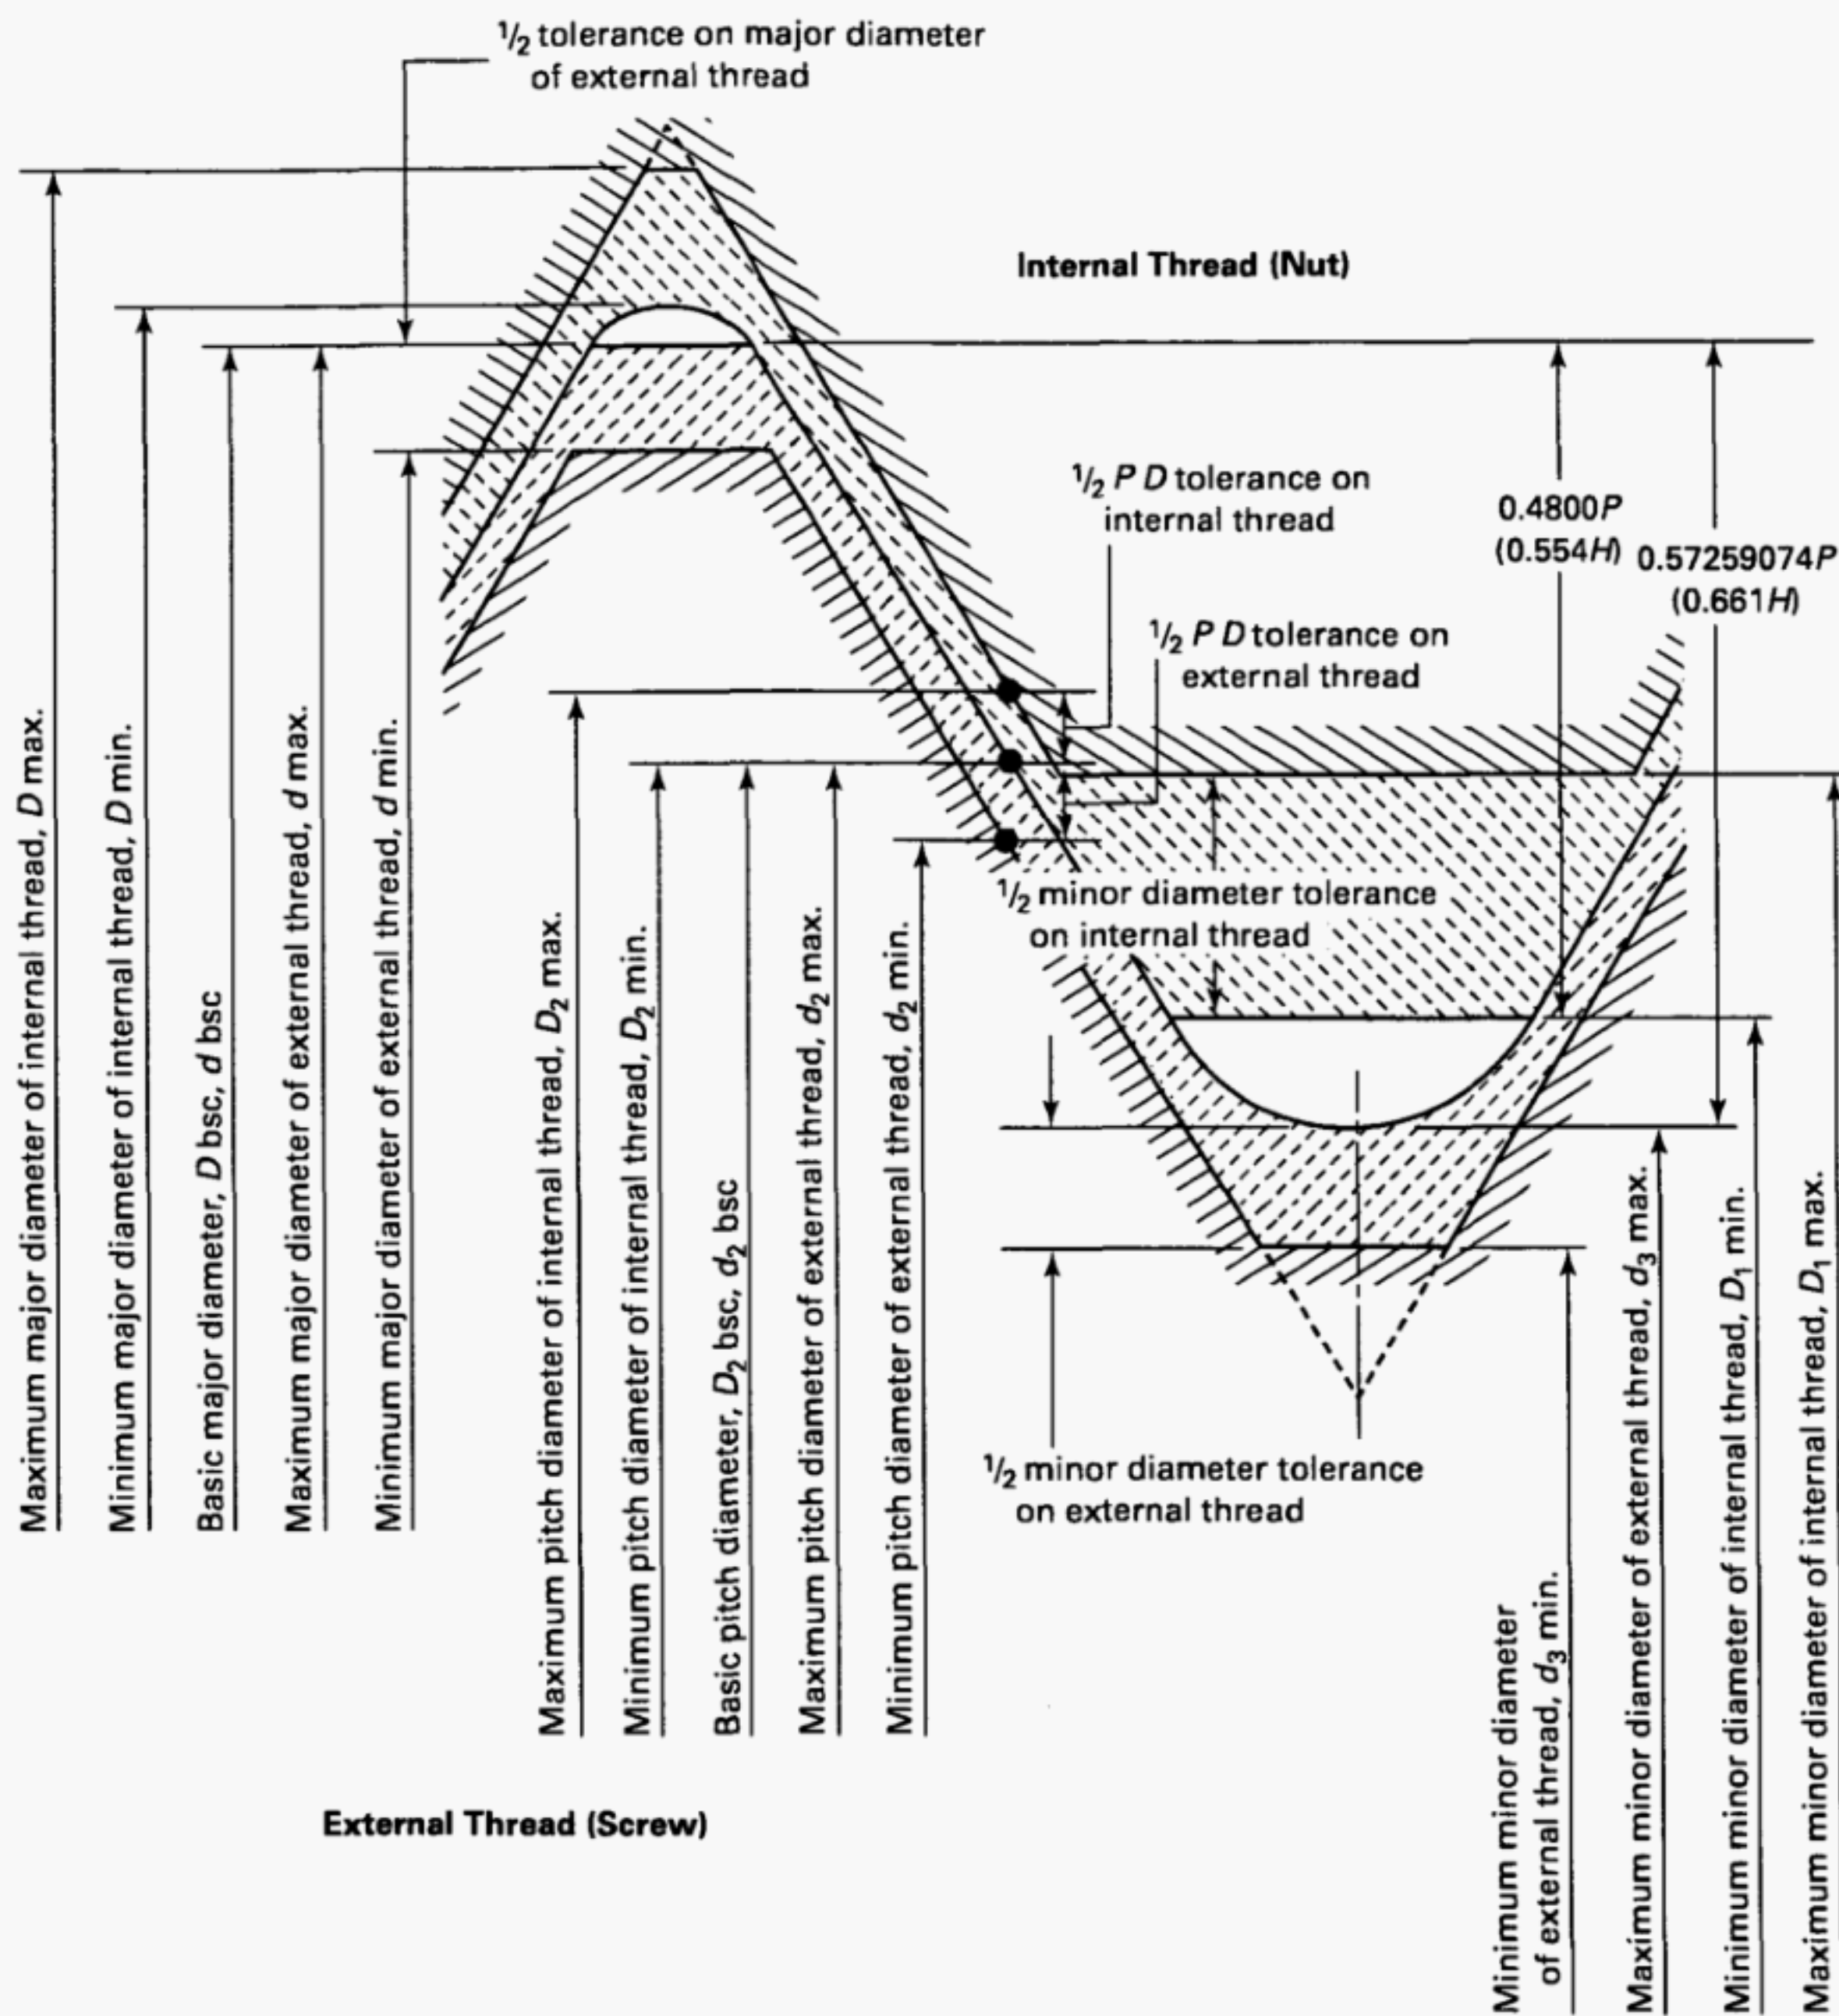 ½ tolerance on major diameter
of external thread
Internal Thread (Nut)
½ P D tolerance on
internal thread
0.4800P
(0.554H)
0.57259074P
(0.661H)
½ P D tolerance on
external thread
½ minor diameter tolerance
on internal thread
½ minor diameter tolerance
on external thread
Maximum major diameter of internal thread, D max.
Minimum major diameter of internal thread, D min.
Basic major diameter, D bsc, d bsc
Maximum major diameter of external thread, d max.
Minimum major diameter of external thread, d min.
Maximum pitch diameter of internal thread, D₂ max.
Minimum pitch diameter of internal thread, D₂ min.
Basic pitch diameter, D₂ bsc, d₂ bsc
Maximum pitch diameter of external thread, d₂ max.
Minimum pitch diameter of external thread, d₂ min.
Minimum minor diameter
of external thread, d₃ min.
Maximum minor diameter of external thread, d₃ max.
Minimum minor diameter of internal thread, D₁ min.
Maximum minor diameter of internal thread, D₁ max.
External Thread (Screw)